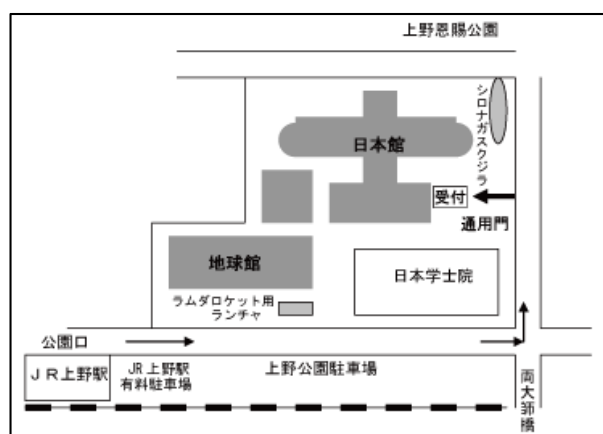 上野恩賜公園
シロナガスクジラ
日本館
受付
通用門
地球館
日本学士院
ラムダロケット用
ランチャ
公園口
JR上野駅
JR上野駅
有料駐車場
上野公園駐車場
両大師橋